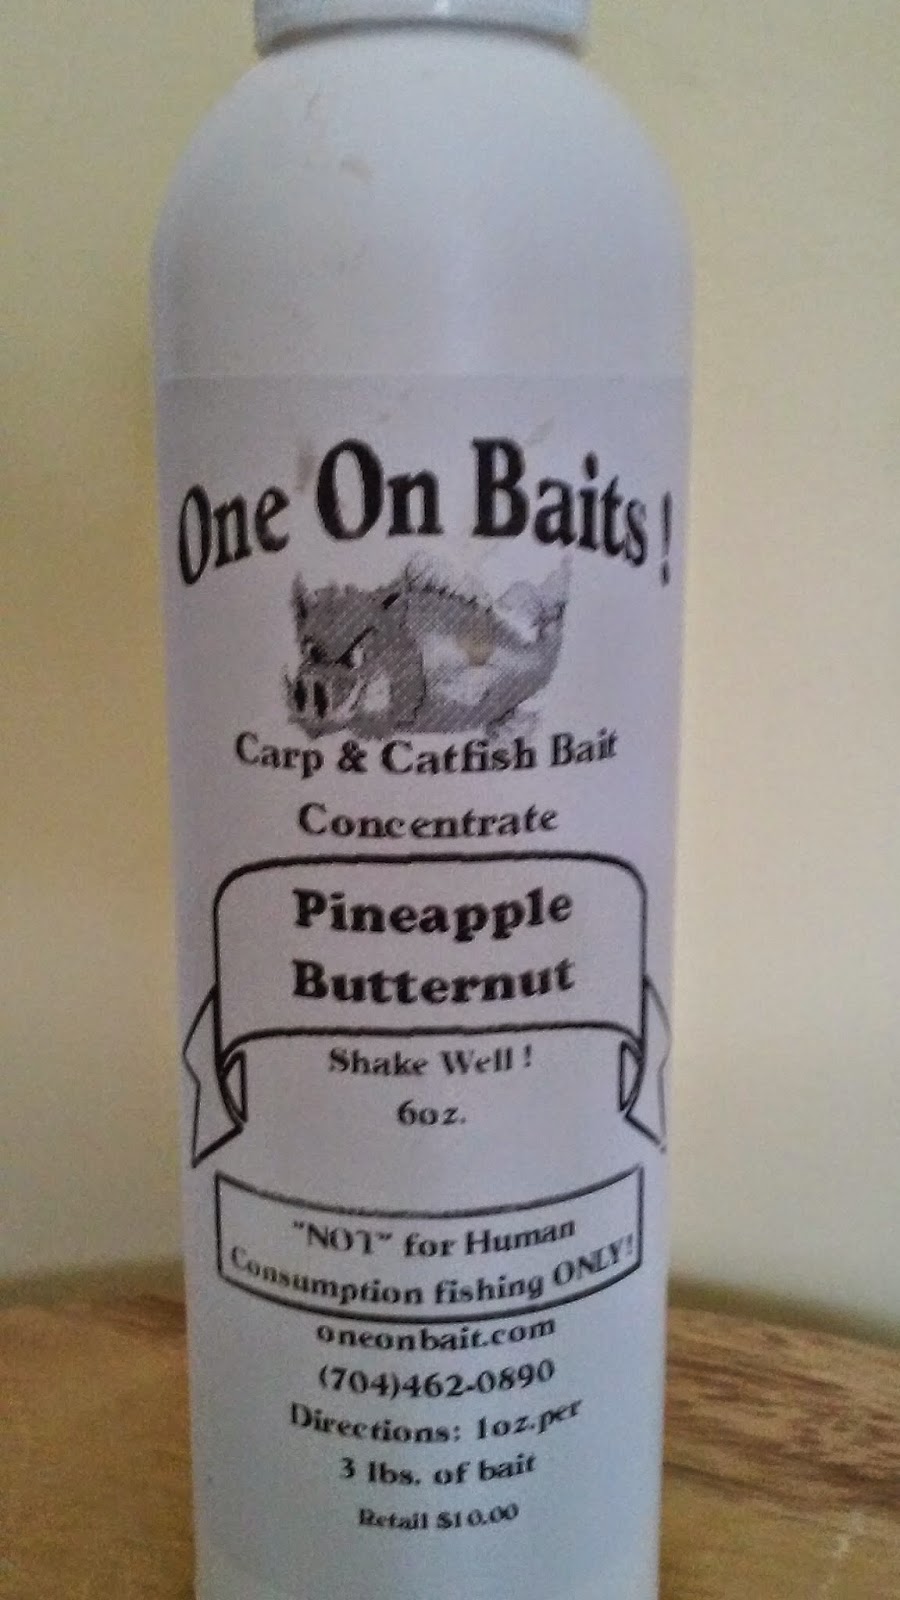 One On Baits!
Carp & Catfish Bait
Concentrate
Pineapple
Butternut
Shake Well !
6oz.
"NOT" for Human
Consumption fishing ONLY!
oneonbait.com
(704)462-0890
Directions: 1oz.per
3 lbs. of bait
Retail $10.00